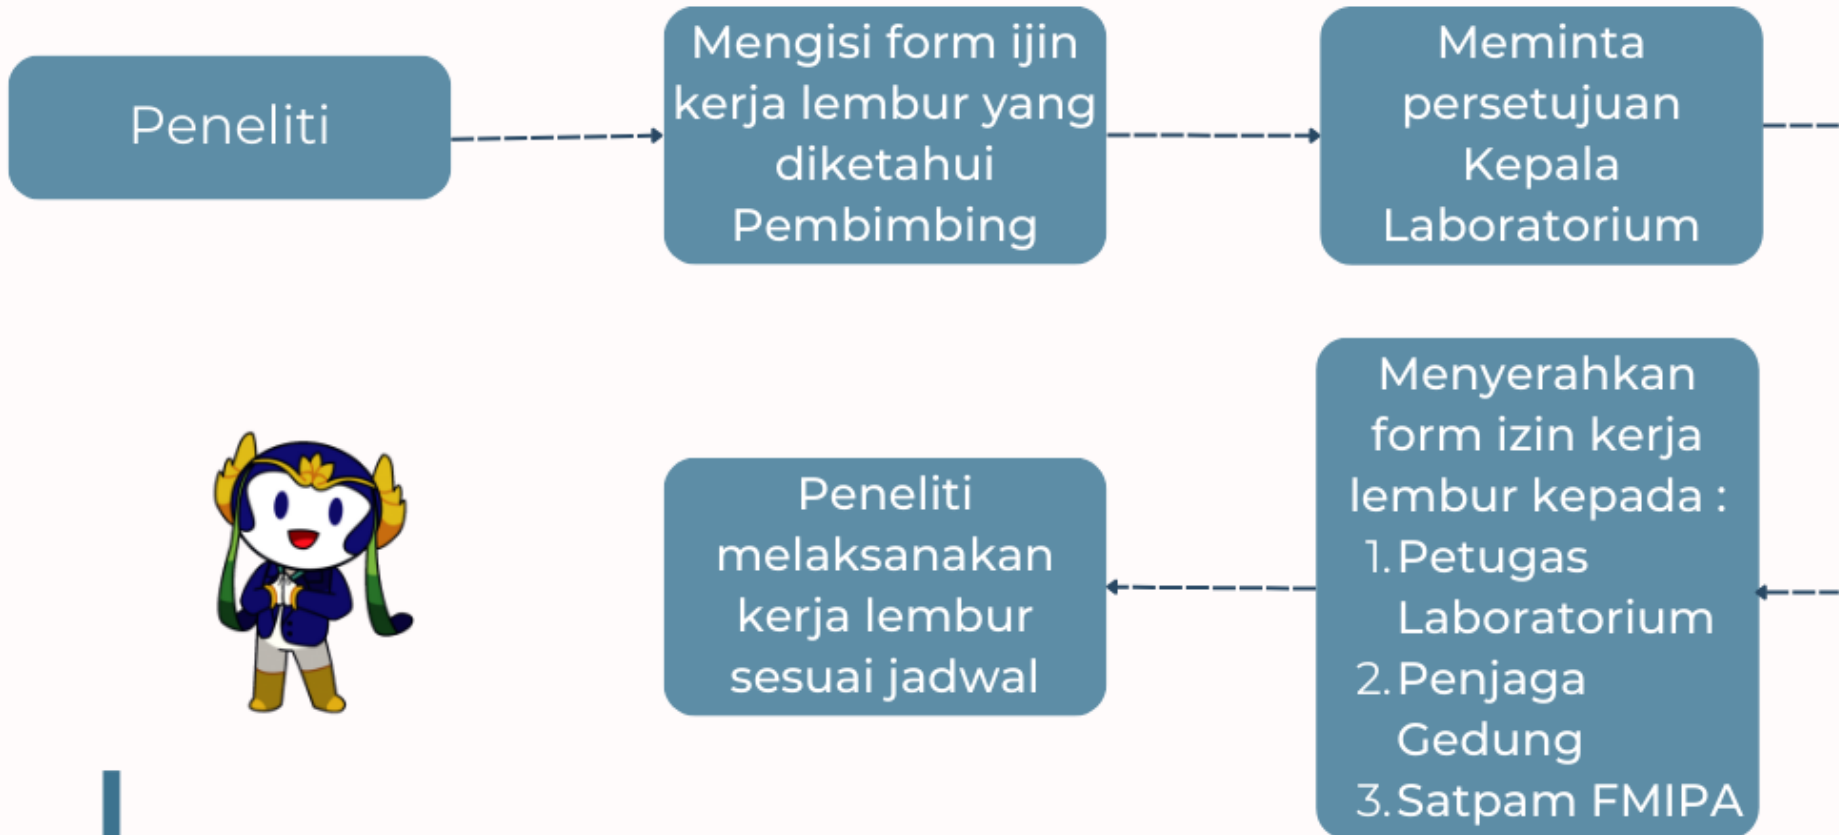 Peneliti
Mengisi form ijin
kerja lembur yang
diketahui
Pembimbing
Meminta
persetujuan
Kepala
Laboratorium
Menyerahkan
form izin kerja
lembur kepada :
1. Petugas
Laboratorium
2. Penjaga
Gedung
3. Satpam FMIPA
Peneliti
melaksanakan
kerja lembur
sesuai jadwal